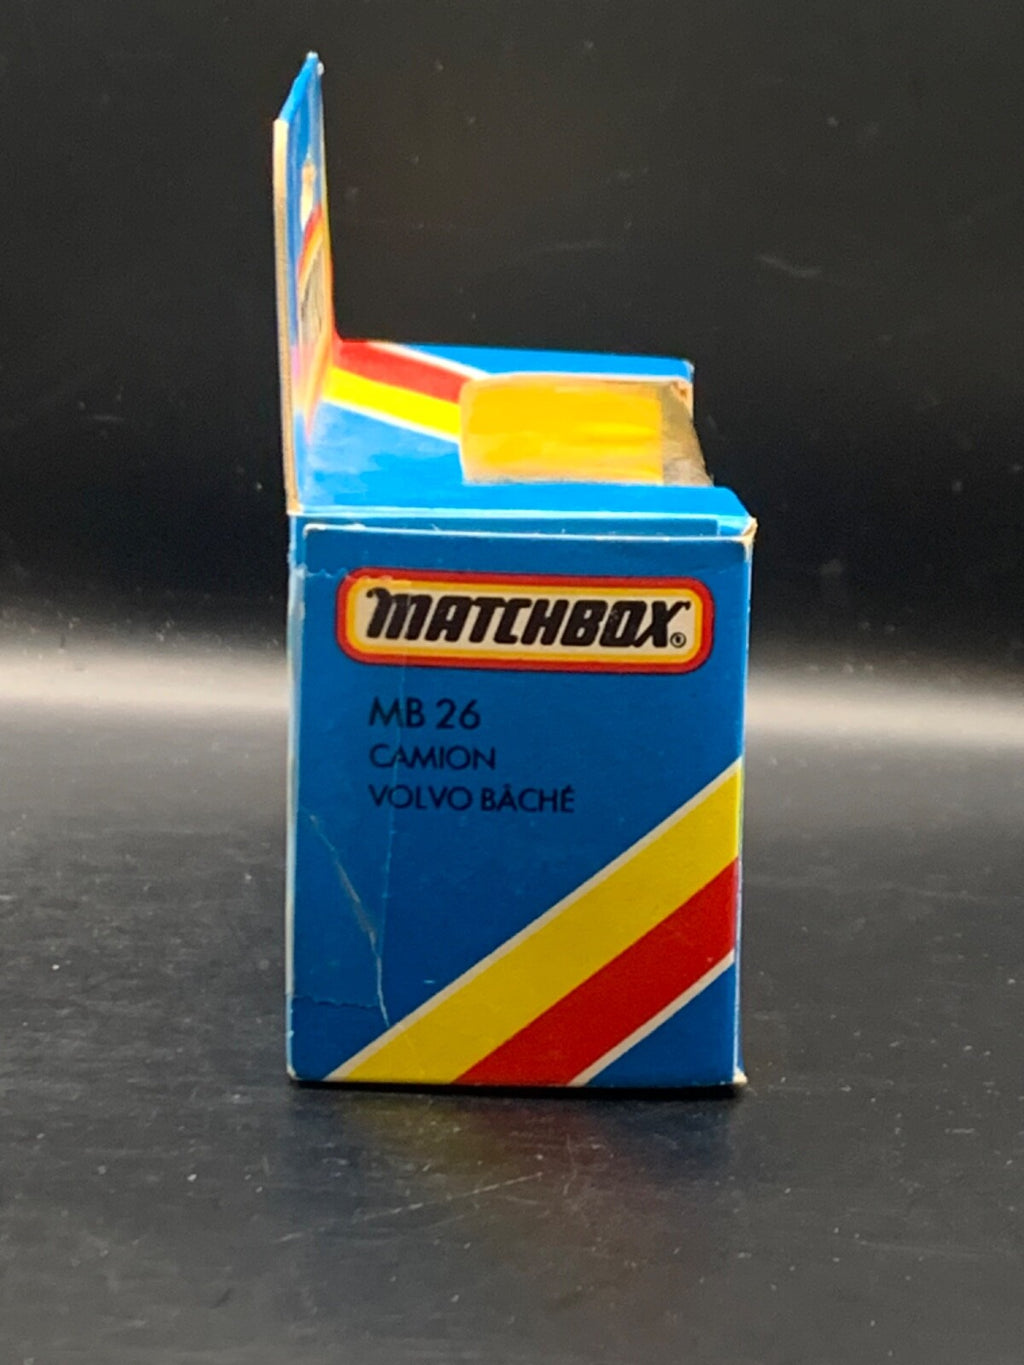 MATCHBOX®
MB 26
CAMION
VOLVO BÂCHÉ